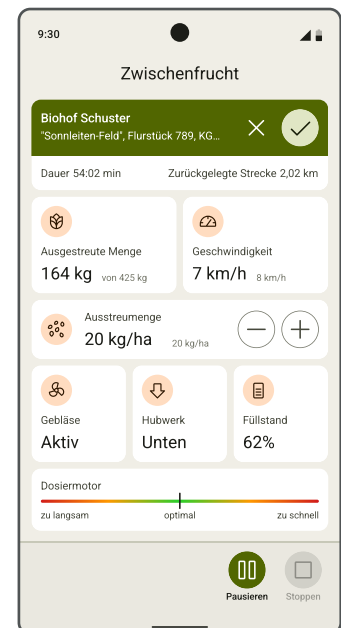 9:30
Zwischenfrucht
Biohof Schuster
"Sonnleiten-Feld", Flurstück 789, KG...
Dauer 54:02 min Zurückgelegte Strecke 2,02 km
Ausgestreute Menge
164 kg von 425 kg
Geschwindigkeit
7 km/h 8 km/h
Ausstreumenge
20 kg/ha 20 kg/ha
Gebläse
Aktiv
Hubwerk
Unten
Füllstand
62%
Dosiermotor
zu langsam optimal zu schnell
Pausieren Stoppen